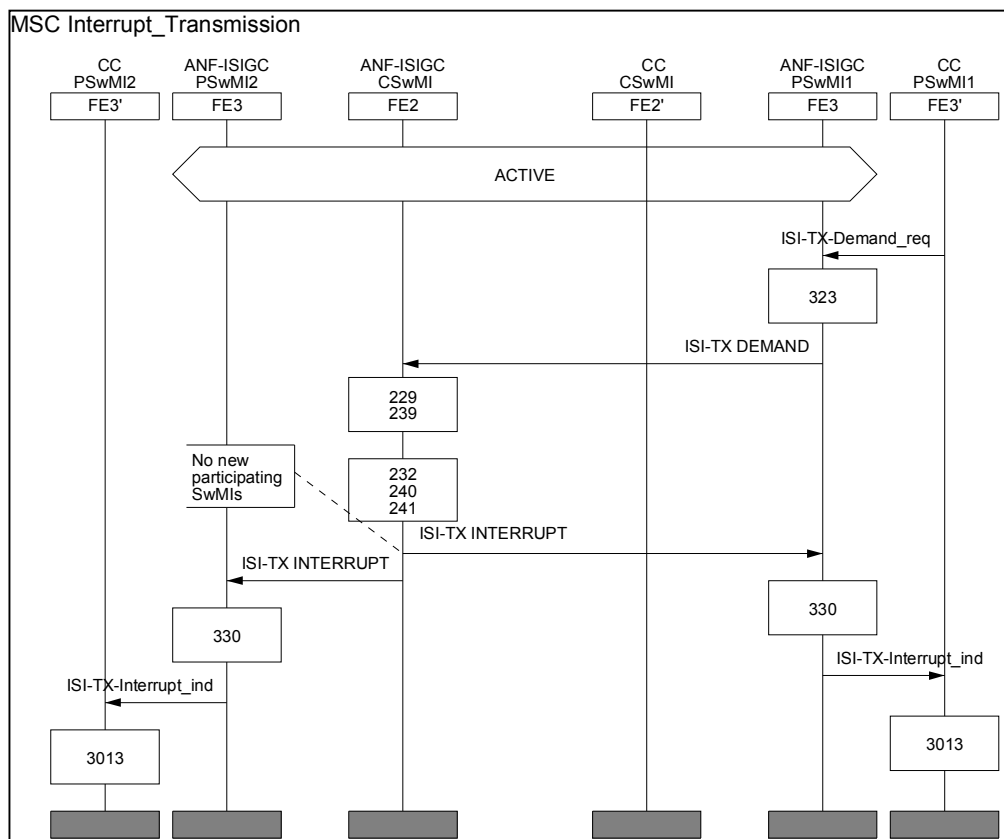 MSC Interrupt_Transmission
CC
PSwMI2
ANF-ISIGC
PSwMI2
ANF-ISIGC
CSwMI
CC
CSwMI
ANF-ISIGC
PSwMI1
CC
PSwMI1
FE3'
FE3
FE2
FE2'
FE3
FE3'
ACTIVE
ISI-TX-Demand_req
323
ISI-TX DEMAND
229
239
No new
participating
SwMIs
232
240
241
ISI-TX INTERRUPT
ISI-TX INTERRUPT
330
330
ISI-TX-Interrupt_ind
ISI-TX-Interrupt_ind
3013
3013